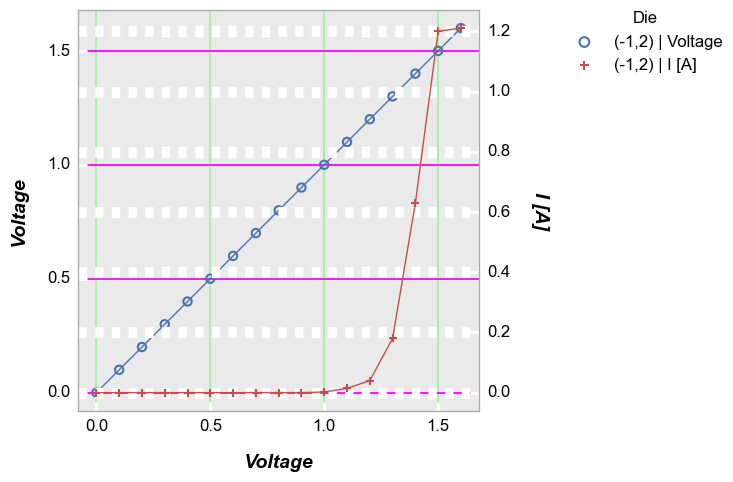 Die
(-1,2) | Voltage
(-1,2) | I [A]
1.5
1.0
0.5
0.0
Voltage
1.2
1.0
0.8
0.6
0.4
0.2
0.0
I [A]
0.0
0.5
1.0
1.5
Voltage